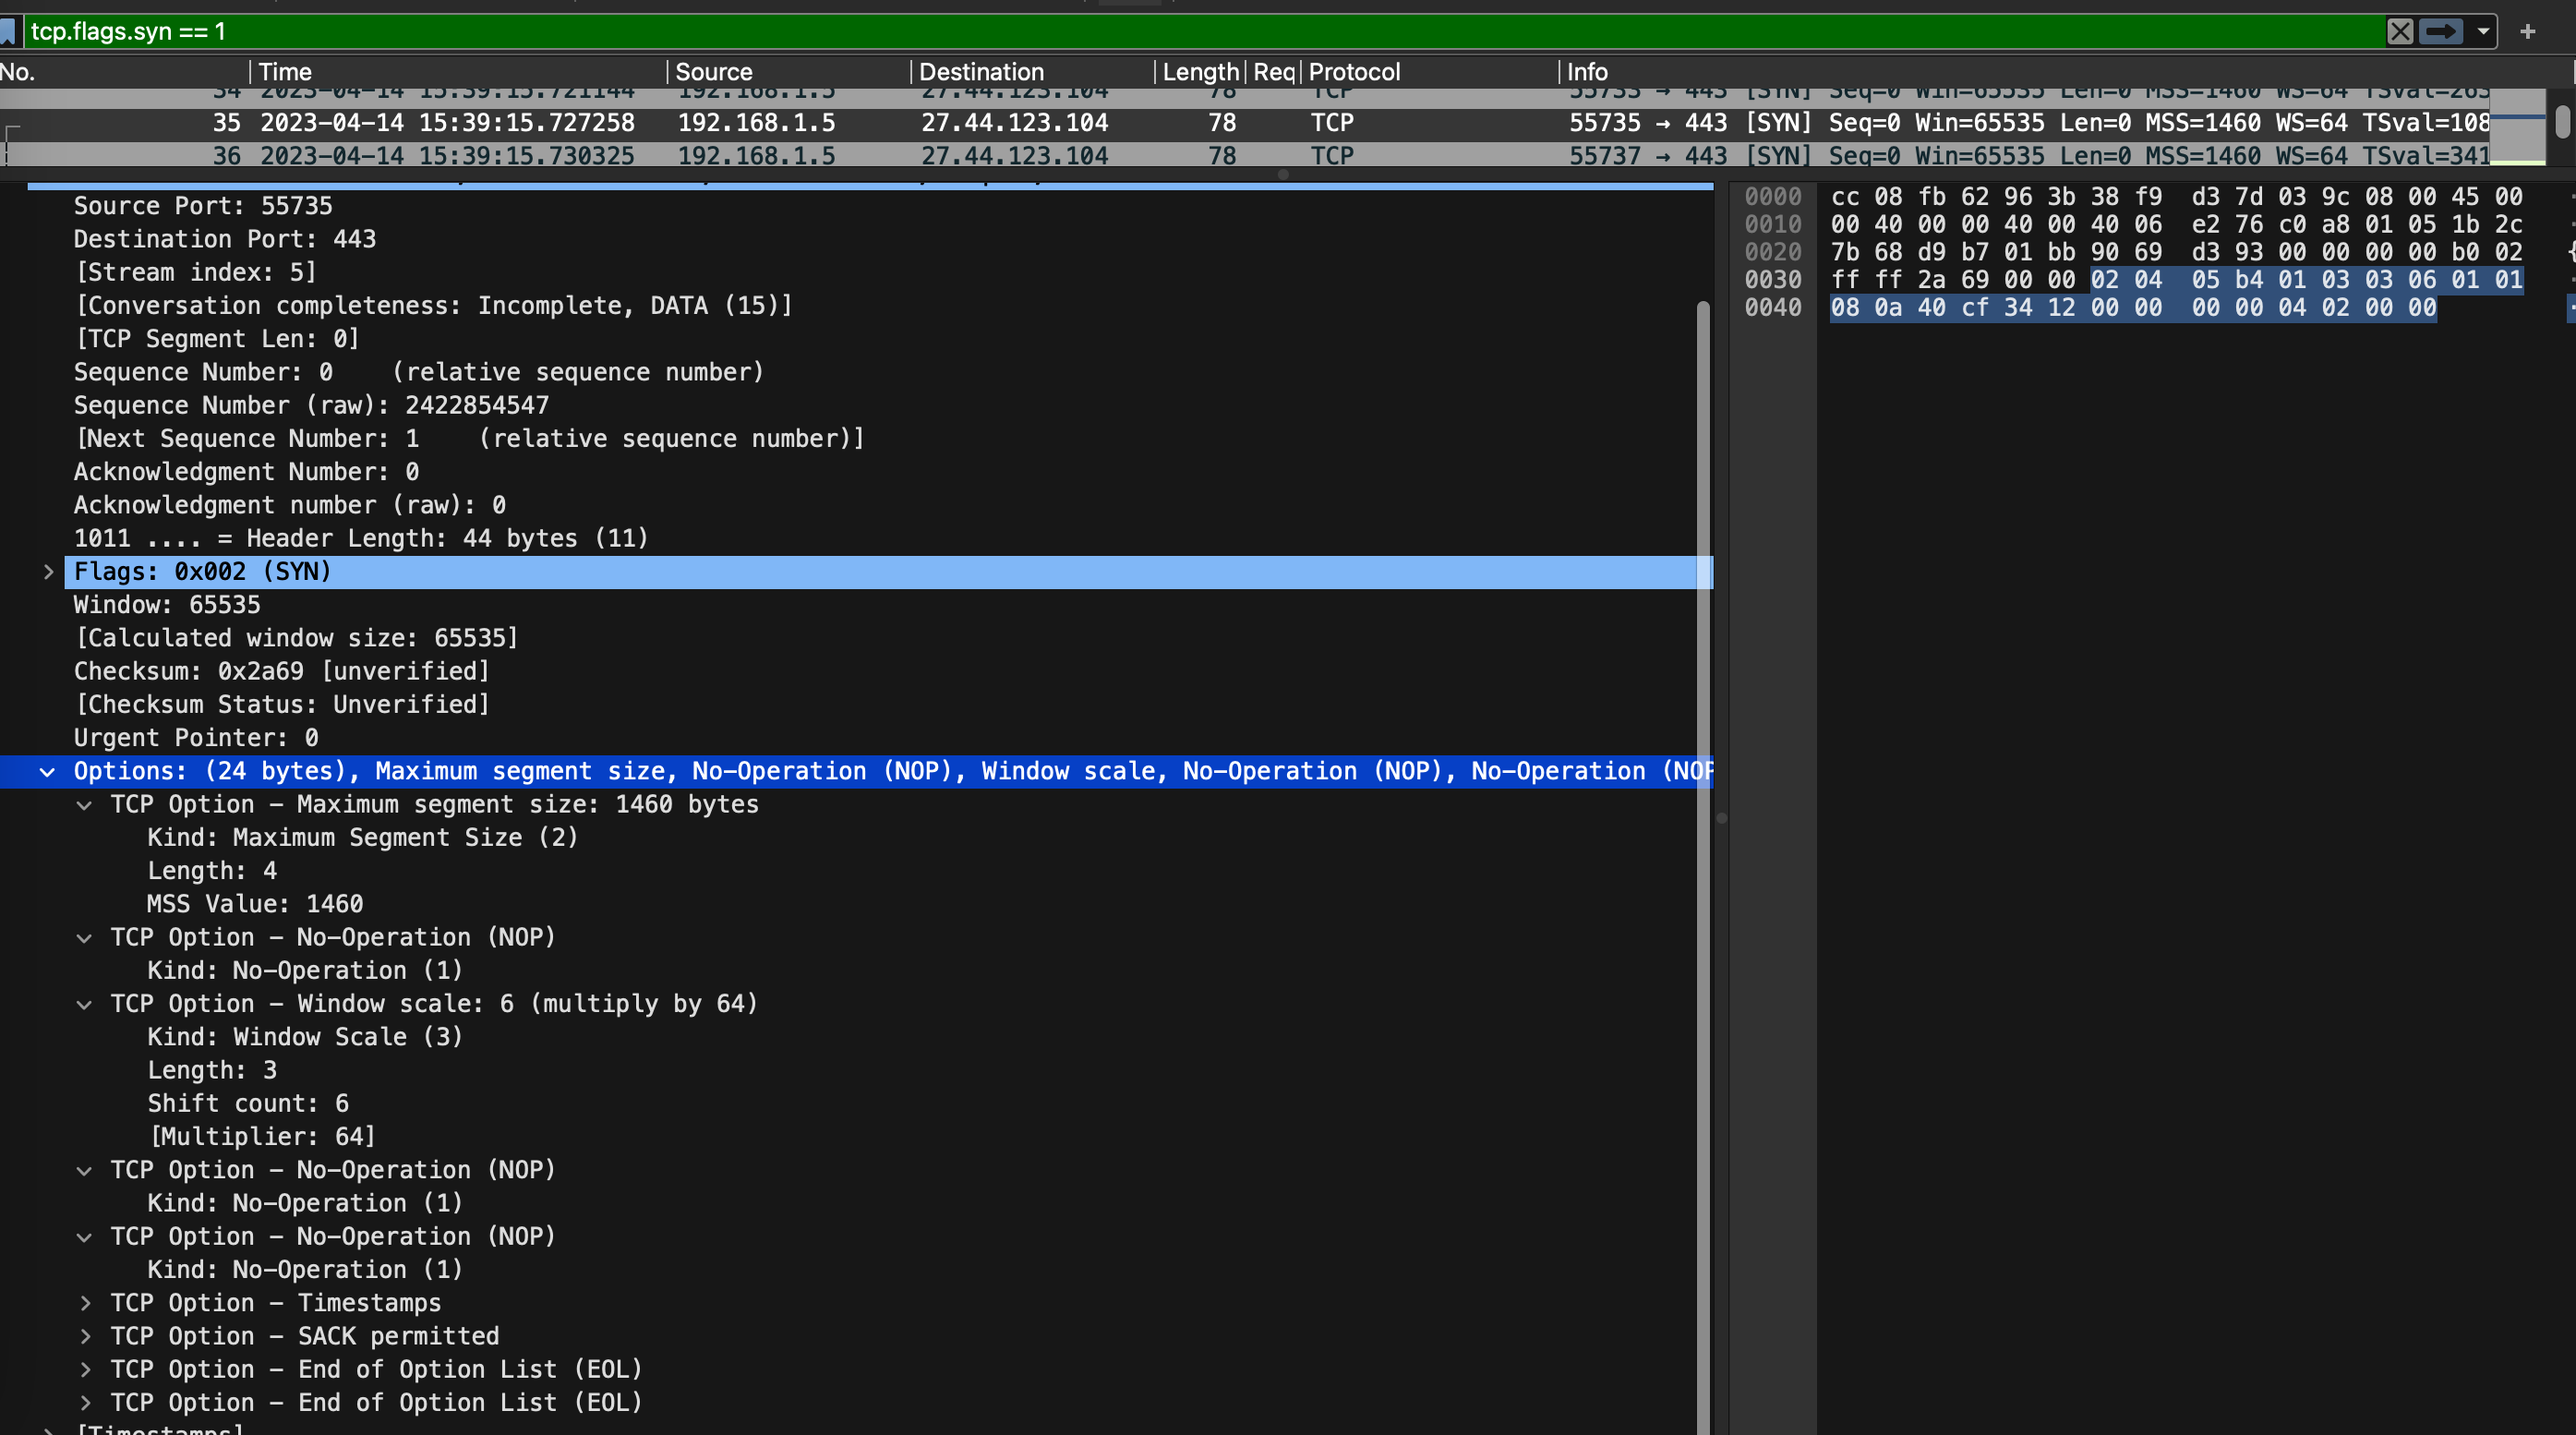 tcp.flags.syn == 1
No. Time Source Destination Length Req Protocol Info
34 2023-04-14 15:39:15.721144 192.168.1.5 27.44.123.104 78 TCP 55733 → 443 [SYN] Seq=0 Win=65535 Len=0 MSS=1460 WS=64 TSval=263
35 2023-04-14 15:39:15.727258 192.168.1.5 27.44.123.104 78 TCP 55735 → 443 [SYN] Seq=0 Win=65535 Len=0 MSS=1460 WS=64 TSval=108
36 2023-04-14 15:39:15.730325 192.168.1.5 27.44.123.104 78 TCP 55737 → 443 [SYN] Seq=0 Win=65535 Len=0 MSS=1460 WS=64 TSval=341
Source Port: 55735
Destination Port: 443
[Stream index: 5]
[Conversation completeness: Incomplete, DATA (15)]
[TCP Segment Len: 0]
Sequence Number: 0    (relative sequence number)
Sequence Number (raw): 2422854547
[Next Sequence Number: 1    (relative sequence number)]
Acknowledgment Number: 0
Acknowledgment number (raw): 0
1011 .... = Header Length: 44 bytes (11)
Flags: 0x002 (SYN)
Window: 65535
[Calculated window size: 65535]
Checksum: 0x2a69 [unverified]
[Checksum Status: Unverified]
Urgent Pointer: 0
Options: (24 bytes), Maximum segment size, No-Operation (NOP), Window scale, No-Operation (NOP), No-Operation (NOP
TCP Option - Maximum segment size: 1460 bytes
Kind: Maximum Segment Size (2)
Length: 4
MSS Value: 1460
TCP Option - No-Operation (NOP)
Kind: No-Operation (1)
TCP Option - Window scale: 6 (multiply by 64)
Kind: Window Scale (3)
Length: 3
Shift count: 6
[Multiplier: 64]
TCP Option - No-Operation (NOP)
Kind: No-Operation (1)
TCP Option - No-Operation (NOP)
Kind: No-Operation (1)
TCP Option - Timestamps
TCP Option - SACK permitted
TCP Option - End of Option List (EOL)
TCP Option - End of Option List (EOL)
[Timestamps]
0000 cc 08 fb 62 96 3b 38 f9 d3 7d 03 9c 08 00 45 00
0010 00 40 00 00 40 00 40 06 e2 76 c0 a8 01 05 1b 2c
0020 7b 68 d9 b7 01 bb 90 69 d3 93 00 00 00 00 b0 02
0030 ff ff 2a 69 00 00 02 04 05 b4 01 03 03 06 01 01
0040 08 0a 40 cf 34 12 00 00 00 00 04 02 00 00